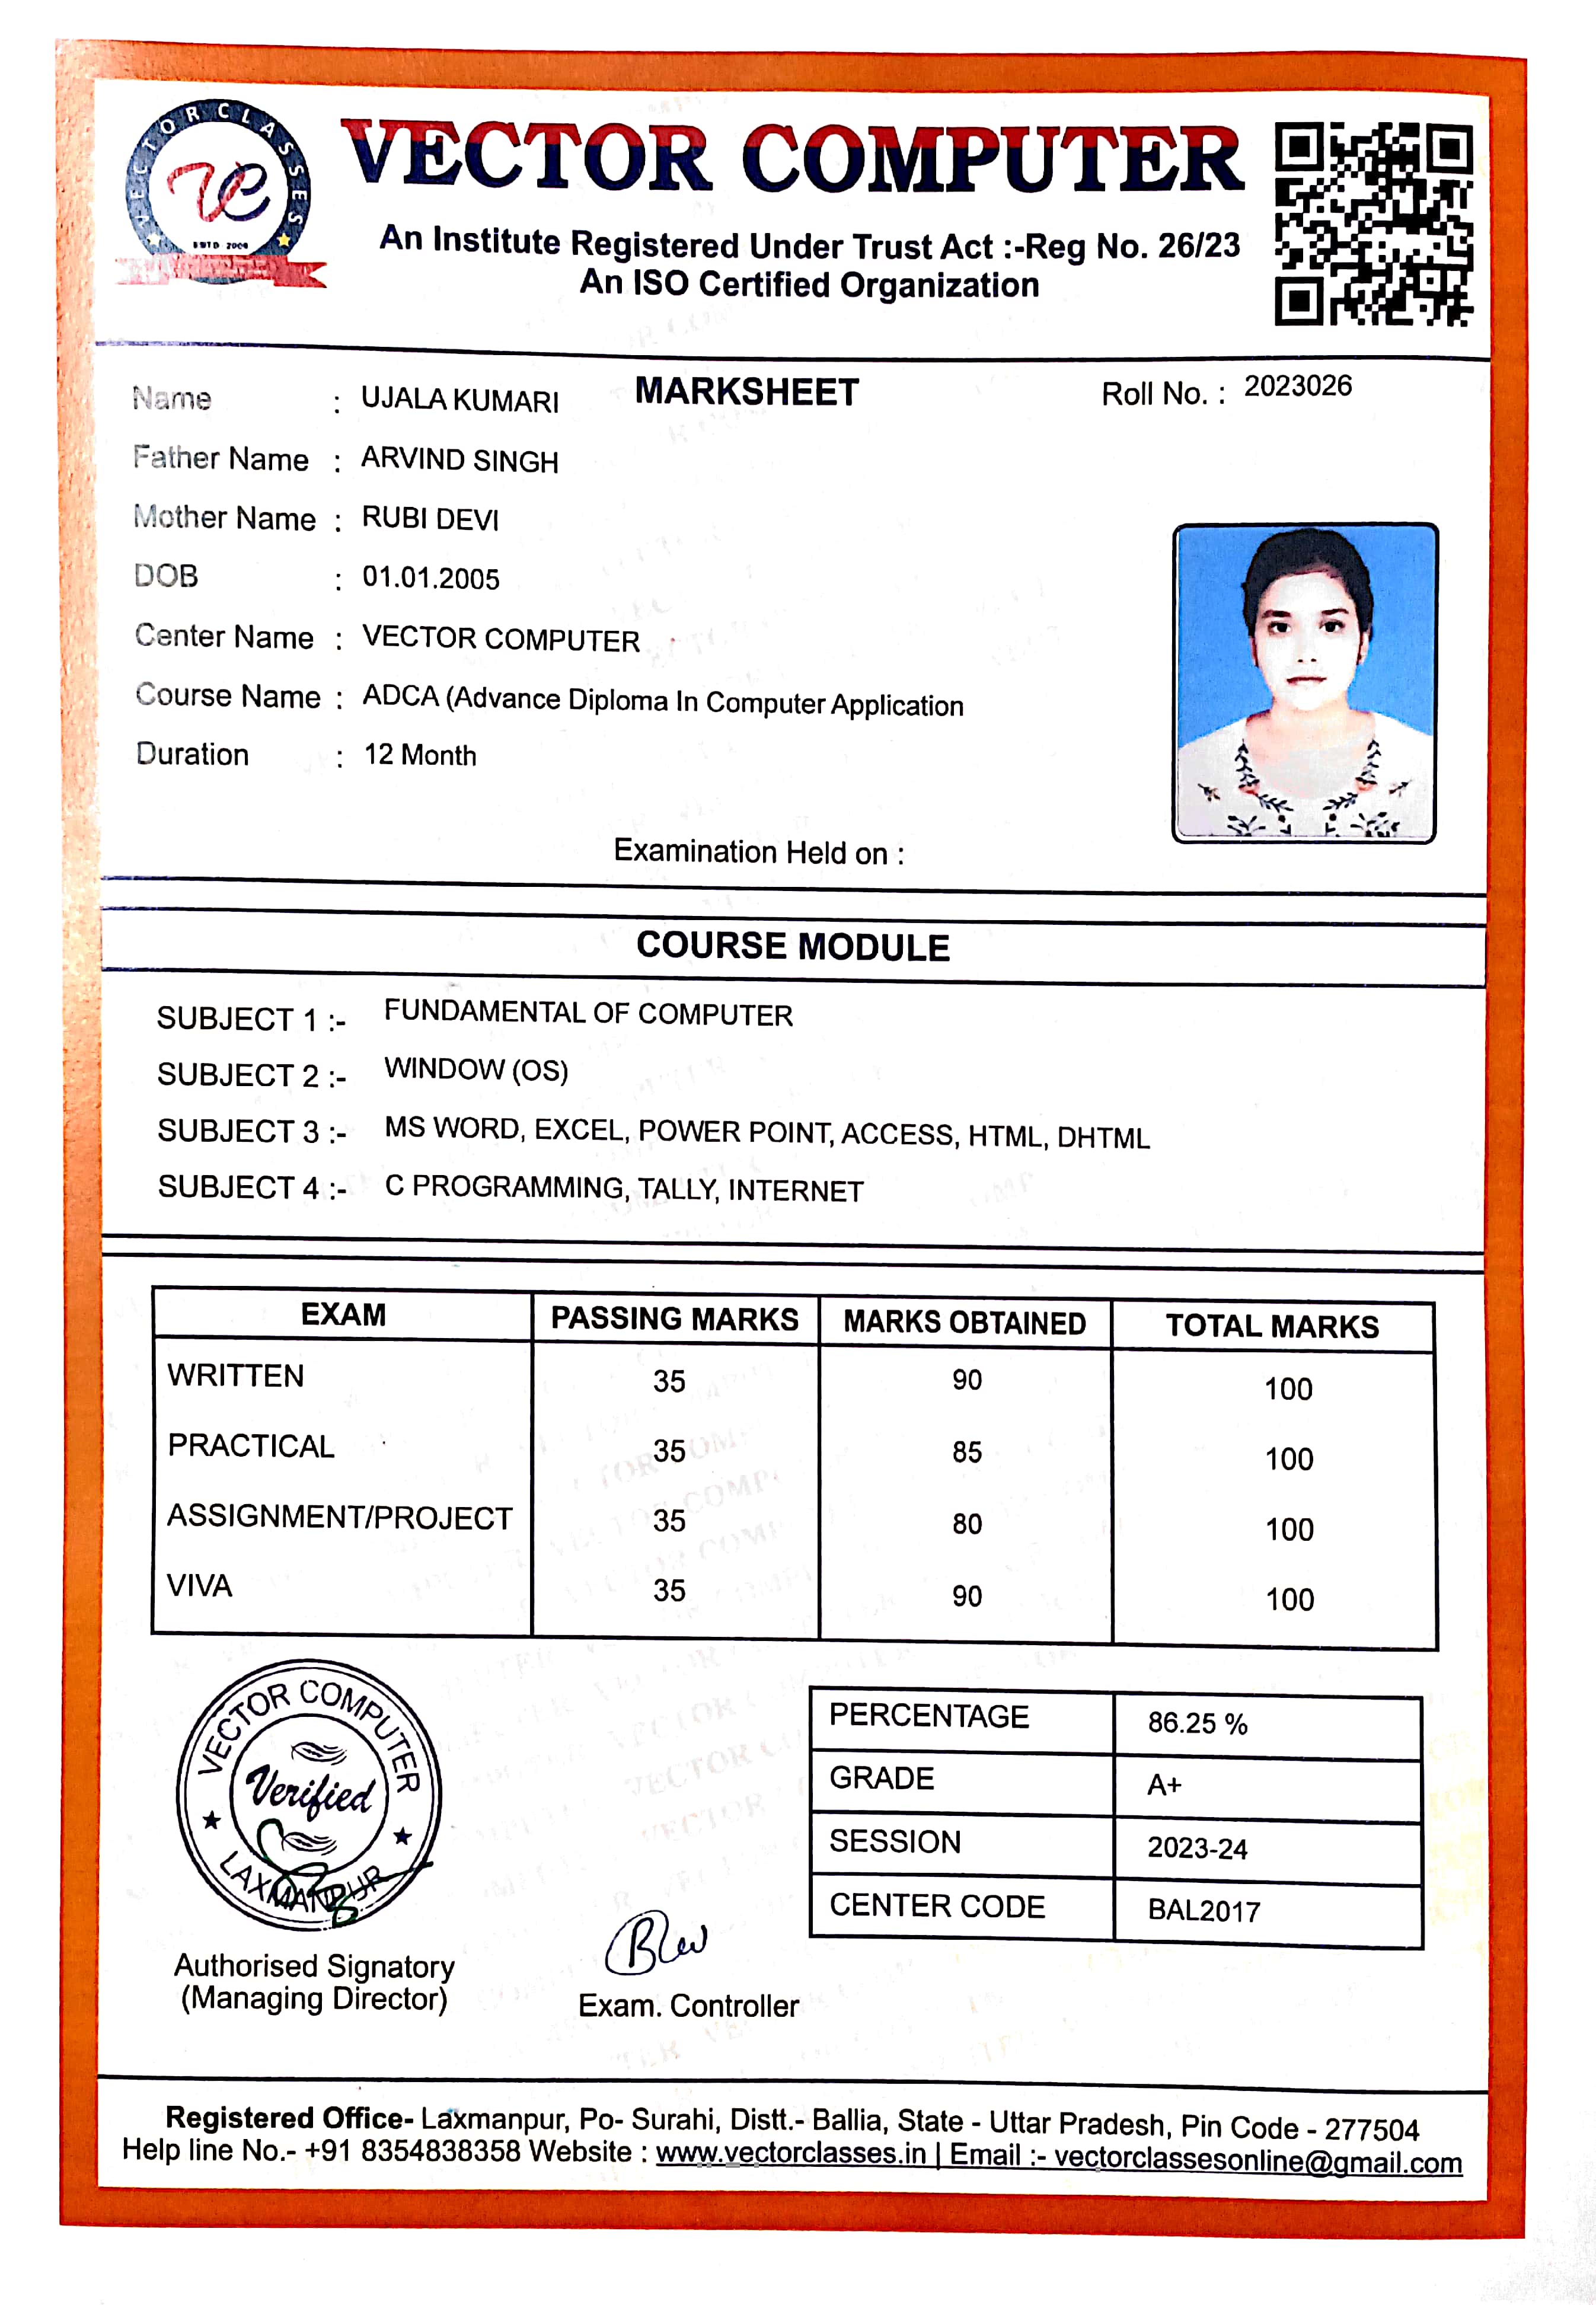 VECTOR CLASSES
VC
ESTD 2009
VECTOR COMPUTER
An Institute Registered Under Trust Act :-Reg No. 26/23
An ISO Certified Organization
MARKSHEET
Roll No. : 2023026
Name : UJALA KUMARI
Father Name : ARVIND SINGH
Mother Name : RUBI DEVI
DOB : 01.01.2005
Center Name : VECTOR COMPUTER
Course Name : ADCA (Advance Diploma In Computer Application
Duration : 12 Month
Examination Held on :
COURSE MODULE
SUBJECT 1 :- FUNDAMENTAL OF COMPUTER
SUBJECT 2 :- WINDOW (OS)
SUBJECT 3 :- MS WORD, EXCEL, POWER POINT, ACCESS, HTML, DHTML
SUBJECT 4 :- C PROGRAMMING, TALLY, INTERNET
EXAM PASSING MARKS MARKS OBTAINED TOTAL MARKS
WRITTEN 35 90 100
PRACTICAL 35 85 100
ASSIGNMENT/PROJECT 35 80 100
VIVA 35 90 100
PERCENTAGE 86.25 %
GRADE A+
SESSION 2023-24
CENTER CODE BAL2017
VECTOR COMPUTER
Verified
LAXMANPUR
Authorised Signatory
(Managing Director)
Exam. Controller
Registered Office- Laxmanpur, Po- Surahi, Distt.- Ballia, State - Uttar Pradesh, Pin Code - 277504
Help line No.- +91 8354838358 Website : www.vectorclasses.in | Email :- vectorclassesonline@gmail.com